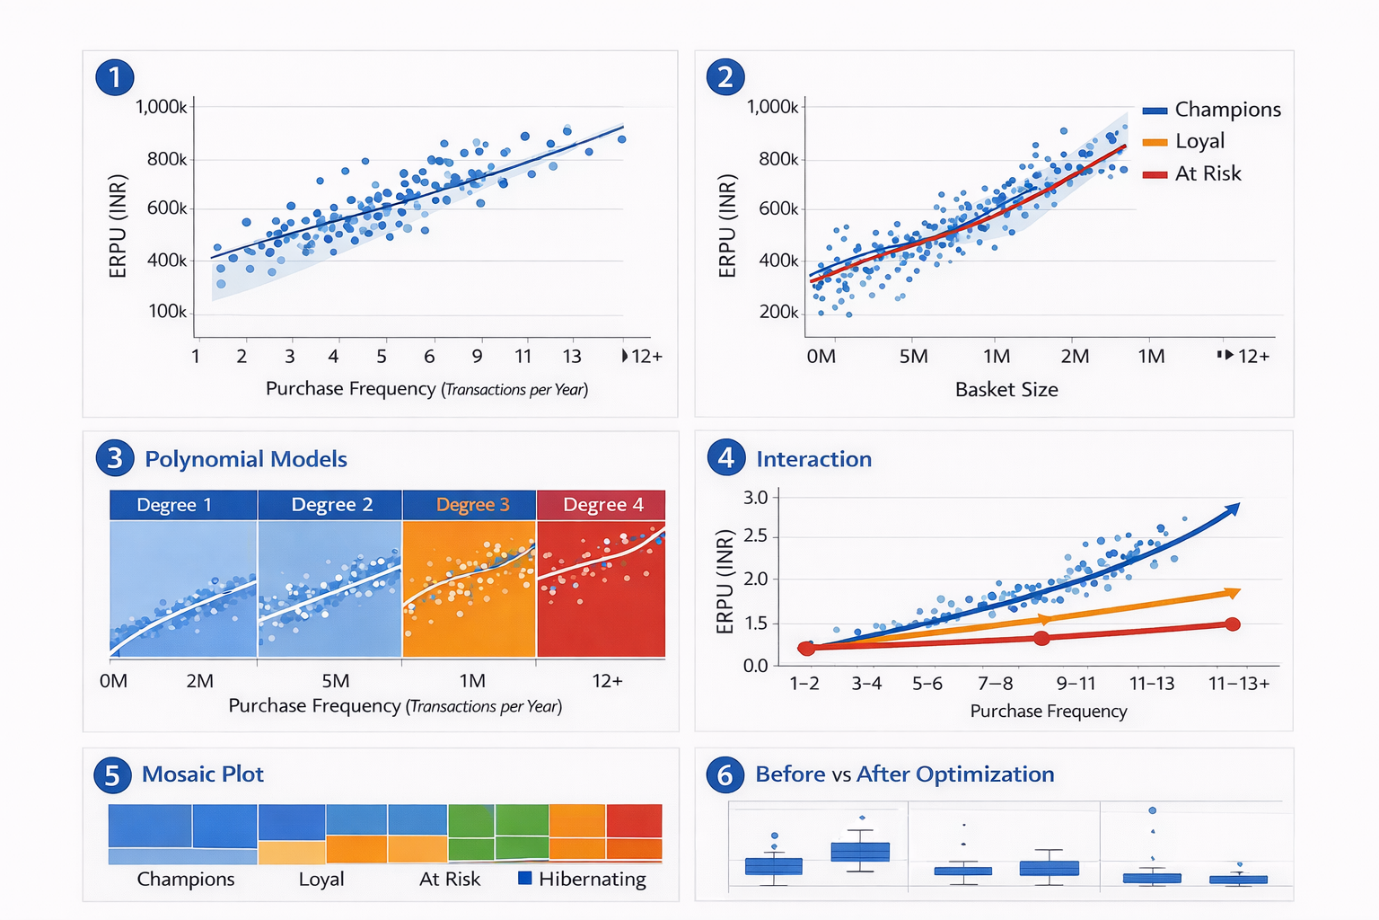 1
1,000k
800k
600k
400k
100k
ERPU (INR)
1 2 3 4 5 6 9 11 13 12+
Purchase Frequency (Transactions per Year)
2
1,000k
800k
600k
400k
200k
ERPU (INR)
Champions
Loyal
At Risk
0M 5M 1M 2M 1M 12+
Basket Size
3 Polynomial Models
Degree 1 Degree 2 Degree 3 Degree 4
0M 2M 5M 1M 12+
Purchase Frequency (Transactions per Year)
4 Interaction
3.0
2.5
2.0
1.5
0.0
ERPU (INR)
1–2 3–4 5–6 7–8 9–11 11–13 11–13+
Purchase Frequency
5 Mosaic Plot
Champions Loyal At Risk Hibernating
6 Before vs After Optimization